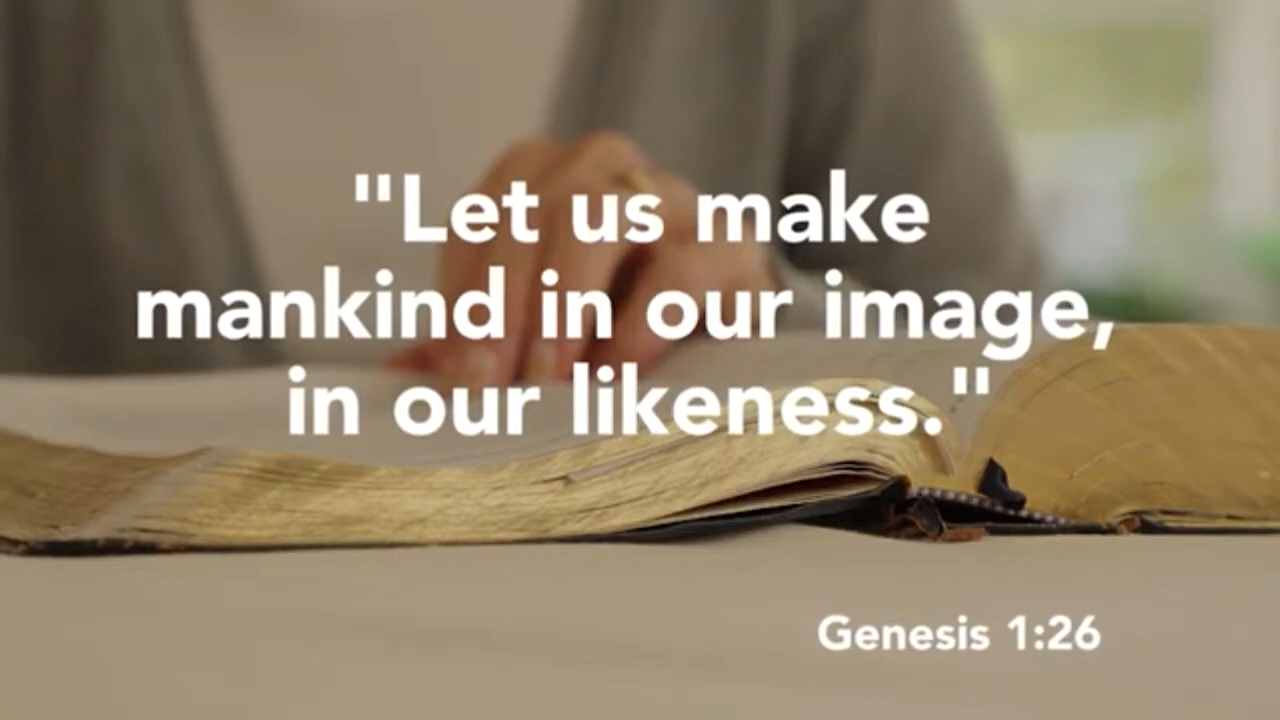 "Let us make
mankind in our image,
in our likeness."
Genesis 1:26